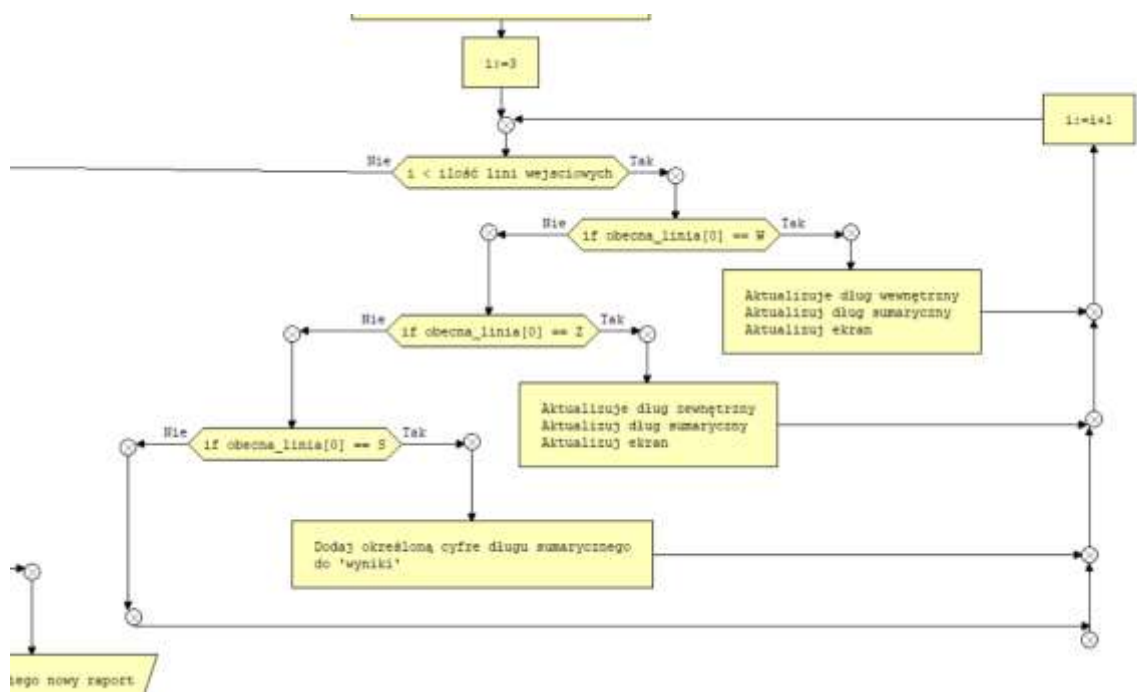 i:=3
i:=i+1
Nie
i < ilość lini wejsciowych
Tak
Nie
if obecna_linia[0] == W
Tak
Aktualizuje dług wewnętrzny
Aktualizuj dług sumaryczny
Aktualizuj ekran
Nie
if obecna_linia[0] == Z
Tak
Aktualizuje dług zewnętrzny
Aktualizuj dług sumaryczny
Aktualizuj ekran
Nie
if obecna_linia[0] == S
Tak
Dodaj określoną cyfre długu sumarycznego
do 'wyniki'
iego nowy raport